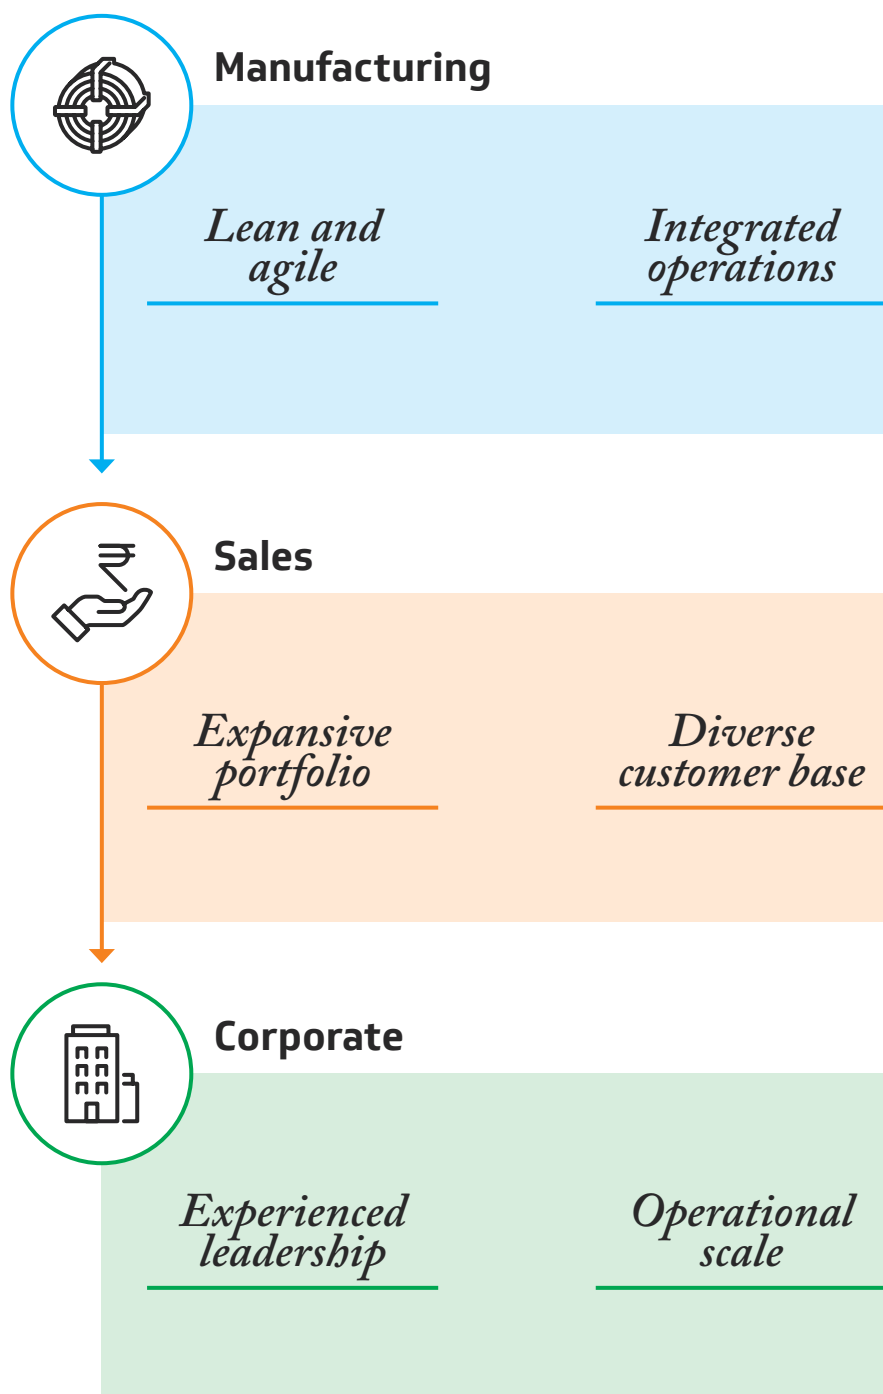 Manufacturing
Lean and
agile
Integrated
operations
Sales
Expansive
portfolio
Diverse
customer base
Corporate
Experienced
leadership
Operational
scale